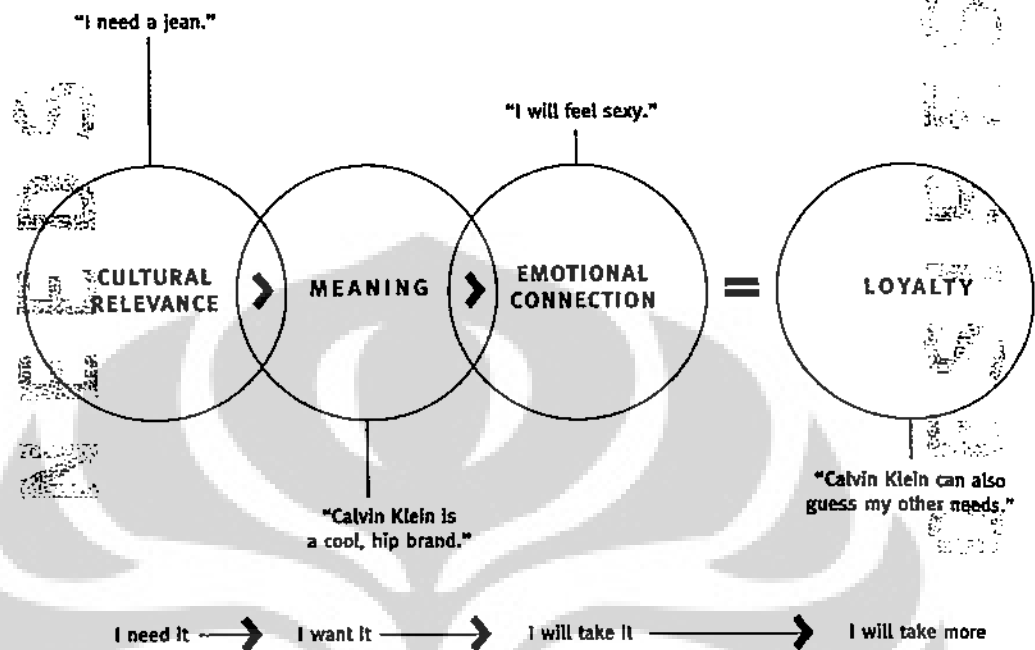 "I need a jean."
"I will feel sexy."
CULTURAL
RELEVANCE
MEANING
EMOTIONAL
CONNECTION
=
LOYALTY
"Calvin Klein is
a cool, hip brand."
"Calvin Klein can also
guess my other needs."
I need it
I want it
I will take it
I will take more
NEEDS